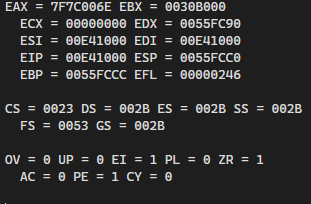 EAX = 7F7C006E EBX = 0030B000
ECX = 00000000 EDX = 0055FC90
ESI = 00E41000 EDI = 00E41000
EIP = 00E41000 ESP = 0055FCC0
EBP = 0055FCCC EFL = 00000246
CS = 0023 DS = 002B ES = 002B SS = 002B
FS = 0053 GS = 002B
OV = 0 UP = 0 EI = 1 PL = 0 ZR = 1
AC = 0 PE = 1 CY = 0